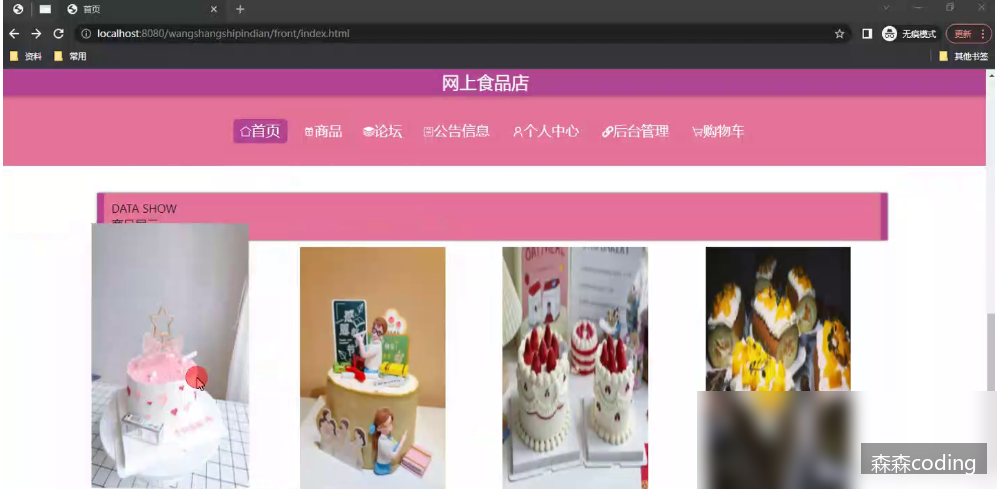 首页
localhost:8080/wangshangshipindian/front/index.html
无痕模式
更新
资料
常用
其他书签
网上食品店
首页
商品
论坛
公告信息
个人中心
后台管理
购物车
DATA SHOW
OATMEAL
森森coding